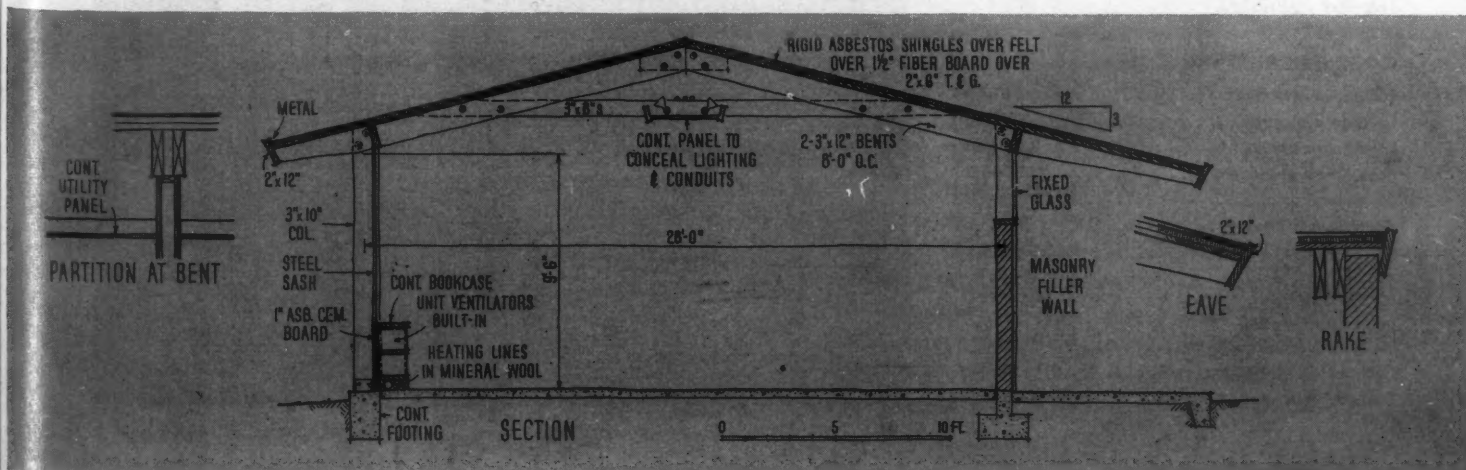 RIGID ASBESTOS SHINGLES OVER FELT
OVER 1½" FIBER BOARD OVER
2"x6" T. & G.
METAL
12
3
3"x8"S
CONT. PANEL TO
CONCEAL LIGHTING
& CONDUITS
2-3"x12" BENTS
8'-0" O.C.
2"x12"
CONT.
UTILITY
PANEL
PARTITION AT BENT
3"x10"
COL.
STEEL
SASH
28'-0"
9'-6"
FIXED
GLASS
MASONRY
FILLER
WALL
CONT. BOOKCASE
UNIT VENTILATORS
BUILT-IN
1" ASB. CEM.
BOARD
HEATING LINES
IN MINERAL WOOL
2"x12"
EAVE
RAKE
CONT.
FOOTING
SECTION
0 5 10 FT.